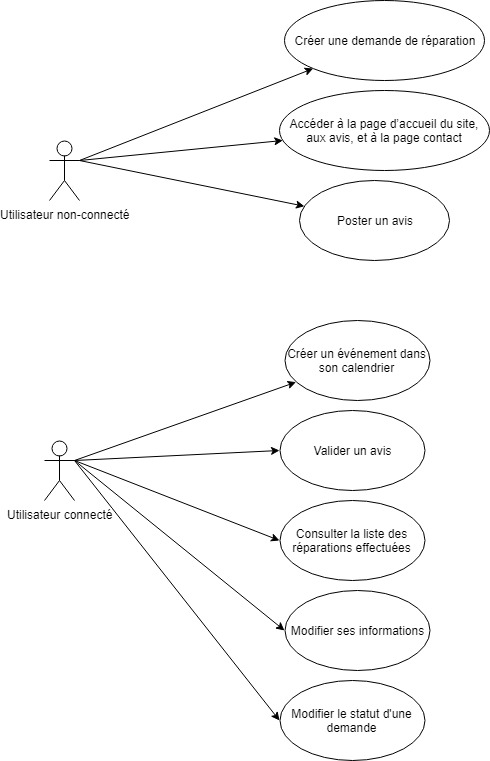 Créer une demande de réparation
Accéder à la page d'accueil du site,
aux avis, et à la page contact
Utilisateur non-connecté
Poster un avis
Créer un événement dans
son calendrier
Valider un avis
Utilisateur connecté
Consulter la liste des
réparations effectuées
Modifier ses informations
Modifier le statut d'une
demande